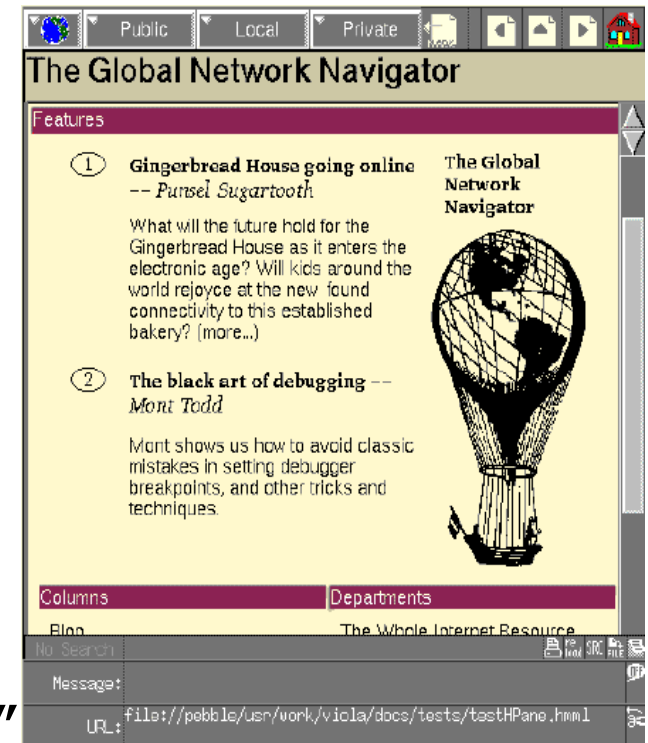 Public Local Private
The Global Network Navigator
Features
1 Gingerbread House going online
-- Punsel Sugartooth
What will the future hold for the
Gingerbread House as it enters the
electronic age? Will kids around the
world rejoyce at the new found
connectivity to this established
bakery? (more...)
2 The black art of debugging --
Mont Todd
Mont shows us how to avoid classic
mistakes in setting debugger
breakpoints, and other tricks and
techniques.
The Global
Network
Navigator
Columns Departments
The Whole Internet Resource
No Search SRC FILE
Message: Off
URL: file://pebble/usr/work/viola/docs/tests/testHPane.hmml
"